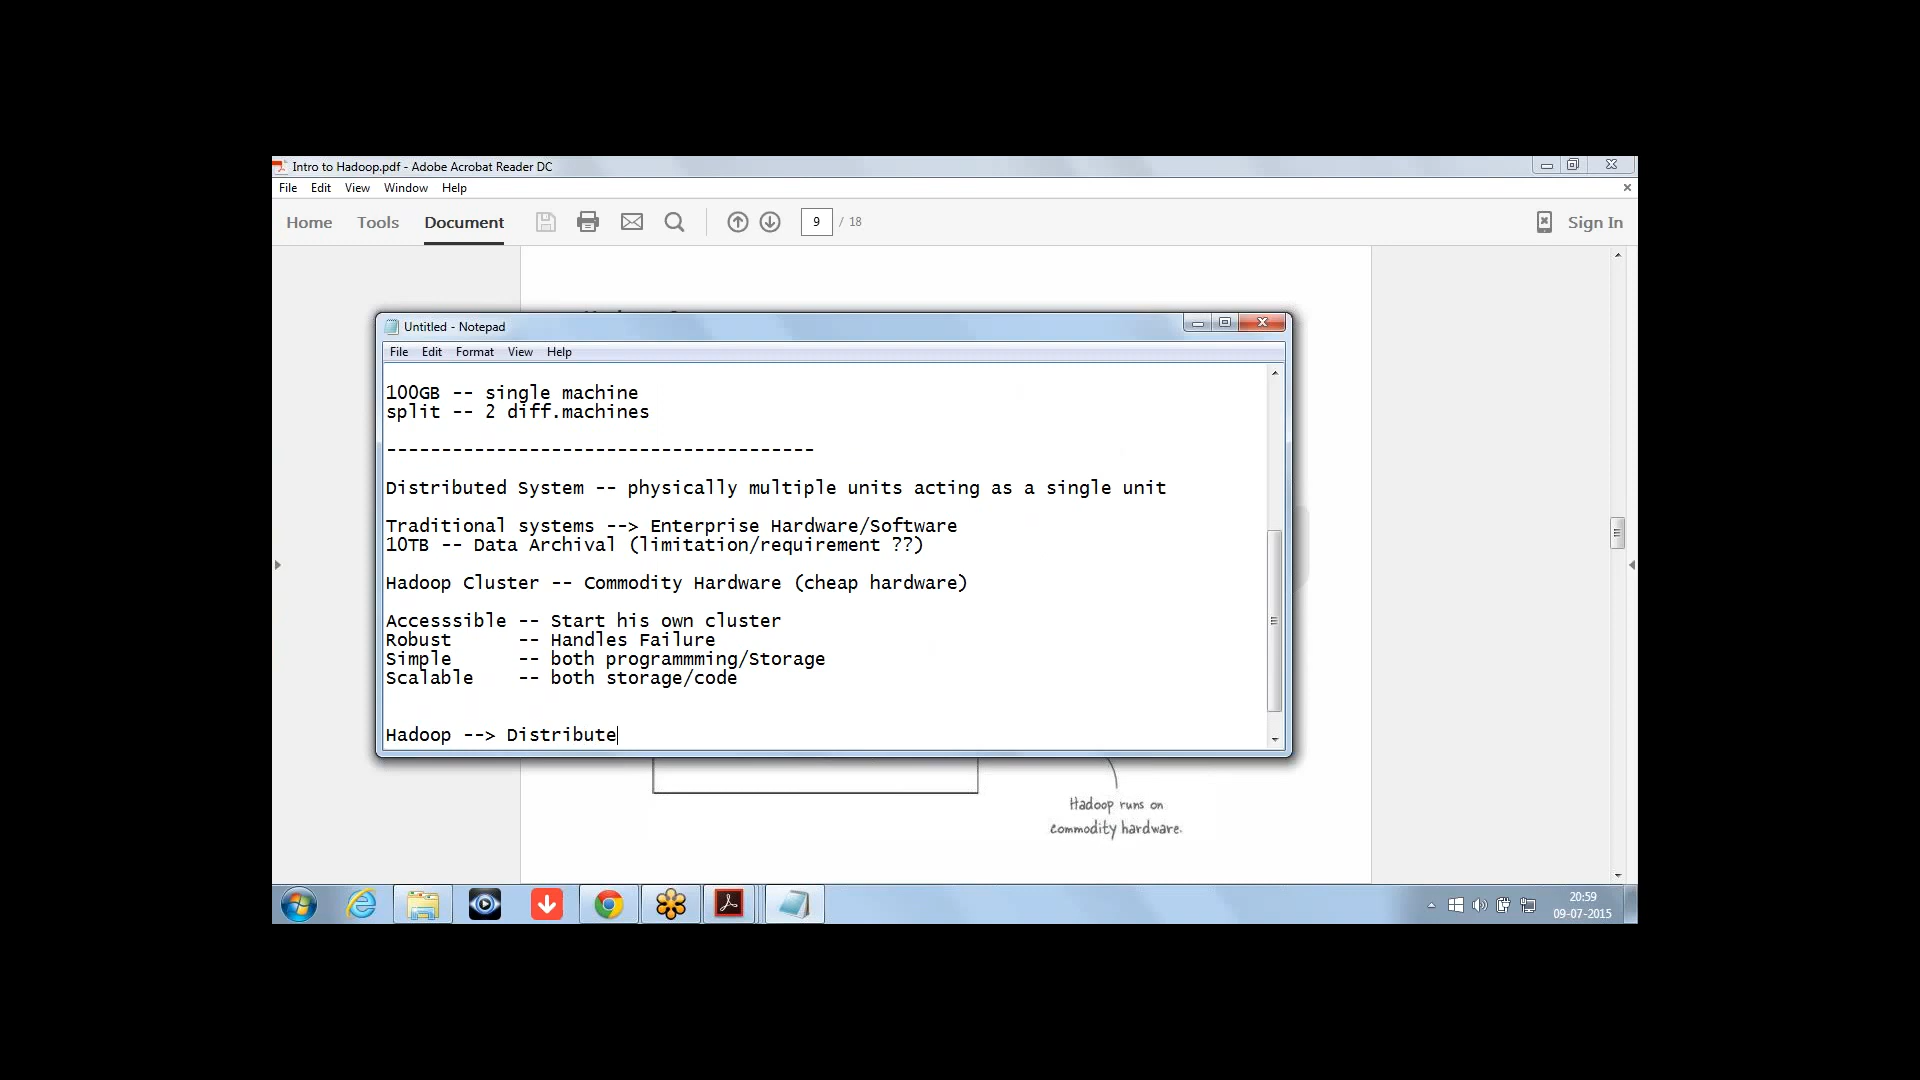 Intro to Hadoop.pdf - Adobe Acrobat Reader DC
File Edit View Window Help
Home Tools Document 9 / 18 Sign In
Untitled - Notepad
File Edit Format View Help
100GB -- single machine
split -- 2 diff.machines
---------------------------------------
Distributed System -- physically multiple units acting as a single unit
Traditional systems --> Enterprise Hardware/Software
10TB -- Data Archival (limitation/requirement ??)
Hadoop Cluster -- Commodity Hardware (cheap hardware)
Accesssible -- Start his own cluster
Robust -- Handles Failure
Simple -- both programmming/Storage
Scalable -- both storage/code
Hadoop --> Distribute
Hadoop runs on
commodity hardware.
20:59
09-07-2015